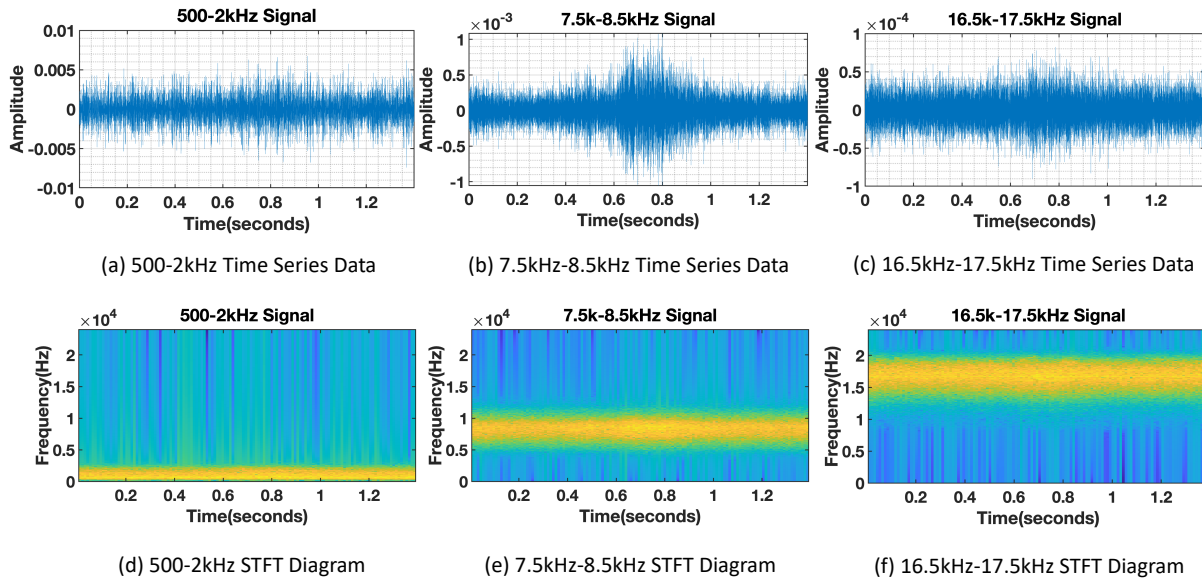 500-2kHz Signal
0.01
0.005
0
-0.005
-0.01
Amplitude
0 0.2 0.4 0.6 0.8 1 1.2
Time(seconds)
(a) 500-2kHz Time Series Data
×10⁻³
7.5k-8.5kHz Signal
1
0.5
0
-0.5
-1
Amplitude
0 0.2 0.4 0.6 0.8 1 1.2
Time(seconds)
(b) 7.5kHz-8.5kHz Time Series Data
×10⁻⁴
16.5k-17.5kHz Signal
1
0.5
0
-0.5
-1
Amplitude
0 0.2 0.4 0.6 0.8 1 1.2
Time(seconds)
(c) 16.5kHz-17.5kHz Time Series Data
×10⁴
500-2kHz Signal
2
1.5
1
0.5
0
Frequency(Hz)
0.2 0.4 0.6 0.8 1 1.2
Time(seconds)
(d) 500-2kHz STFT Diagram
×10⁴
7.5k-8.5kHz Signal
2
1.5
1
0.5
0
Frequency(Hz)
0.2 0.4 0.6 0.8 1 1.2
Time(seconds)
(e) 7.5kHz-8.5kHz STFT Diagram
×10⁴
16.5k-17.5kHz Signal
2
1.5
1
0.5
0
Frequency(Hz)
0.2 0.4 0.6 0.8 1 1.2
Time(seconds)
(f) 16.5kHz-17.5kHz STFT Diagram